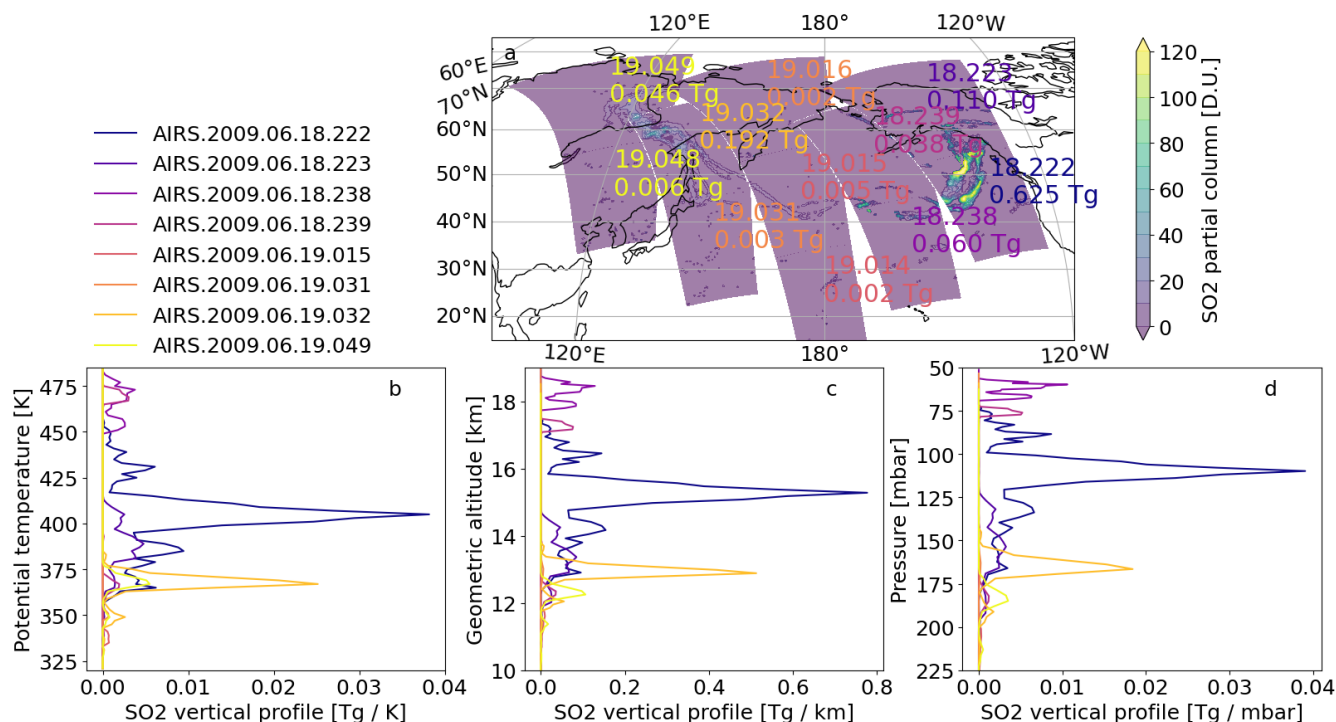 120°E
180°
120°W
a
60°E
70°N
60°N
50°N
40°N
30°N
20°N
120°E
180°
120°W
19.049
0.046 Tg
19.016
0.002 Tg
18.223
0.110 Tg
19.032
0.192 Tg
18.239
0.038 Tg
19.048
0.006 Tg
19.015
0.005 Tg
18.222
0.625 Tg
19.031
0.003 Tg
18.238
0.060 Tg
19.014
0.002 Tg
120
100
80
60
40
20
0
SO2 partial column [D.U.]
AIRS.2009.06.18.222
AIRS.2009.06.18.223
AIRS.2009.06.18.238
AIRS.2009.06.18.239
AIRS.2009.06.19.015
AIRS.2009.06.19.031
AIRS.2009.06.19.032
AIRS.2009.06.19.049
b
475
450
425
400
375
350
325
Potential temperature [K]
0.00 0.01 0.02 0.03 0.04
SO2 vertical profile [Tg / K]
c
18
16
14
12
10
Geometric altitude [km]
0.0 0.2 0.4 0.6 0.8
SO2 vertical profile [Tg / km]
d
50
75
100
125
150
175
200
225
Pressure [mbar]
0.00 0.01 0.02 0.03 0.04
SO2 vertical profile [Tg / mbar]